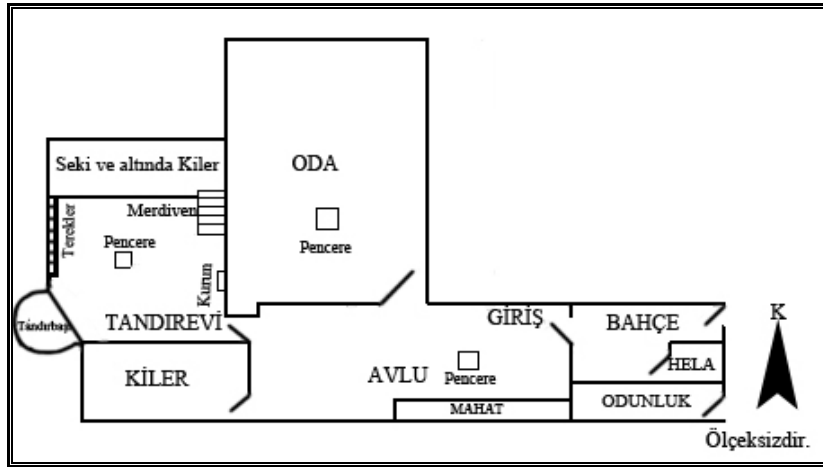 Seki ve altında Kiler
ODA
Merdiven
Terekler
Pencere
Pencere
Kurum
Tandırbaşı
TANDIREVİ
GİRİŞ
BAHÇE
K
KİLER
AVLU
Pencere
HELA
MAHAT
ODUNLUK
Ölçeksizdir.